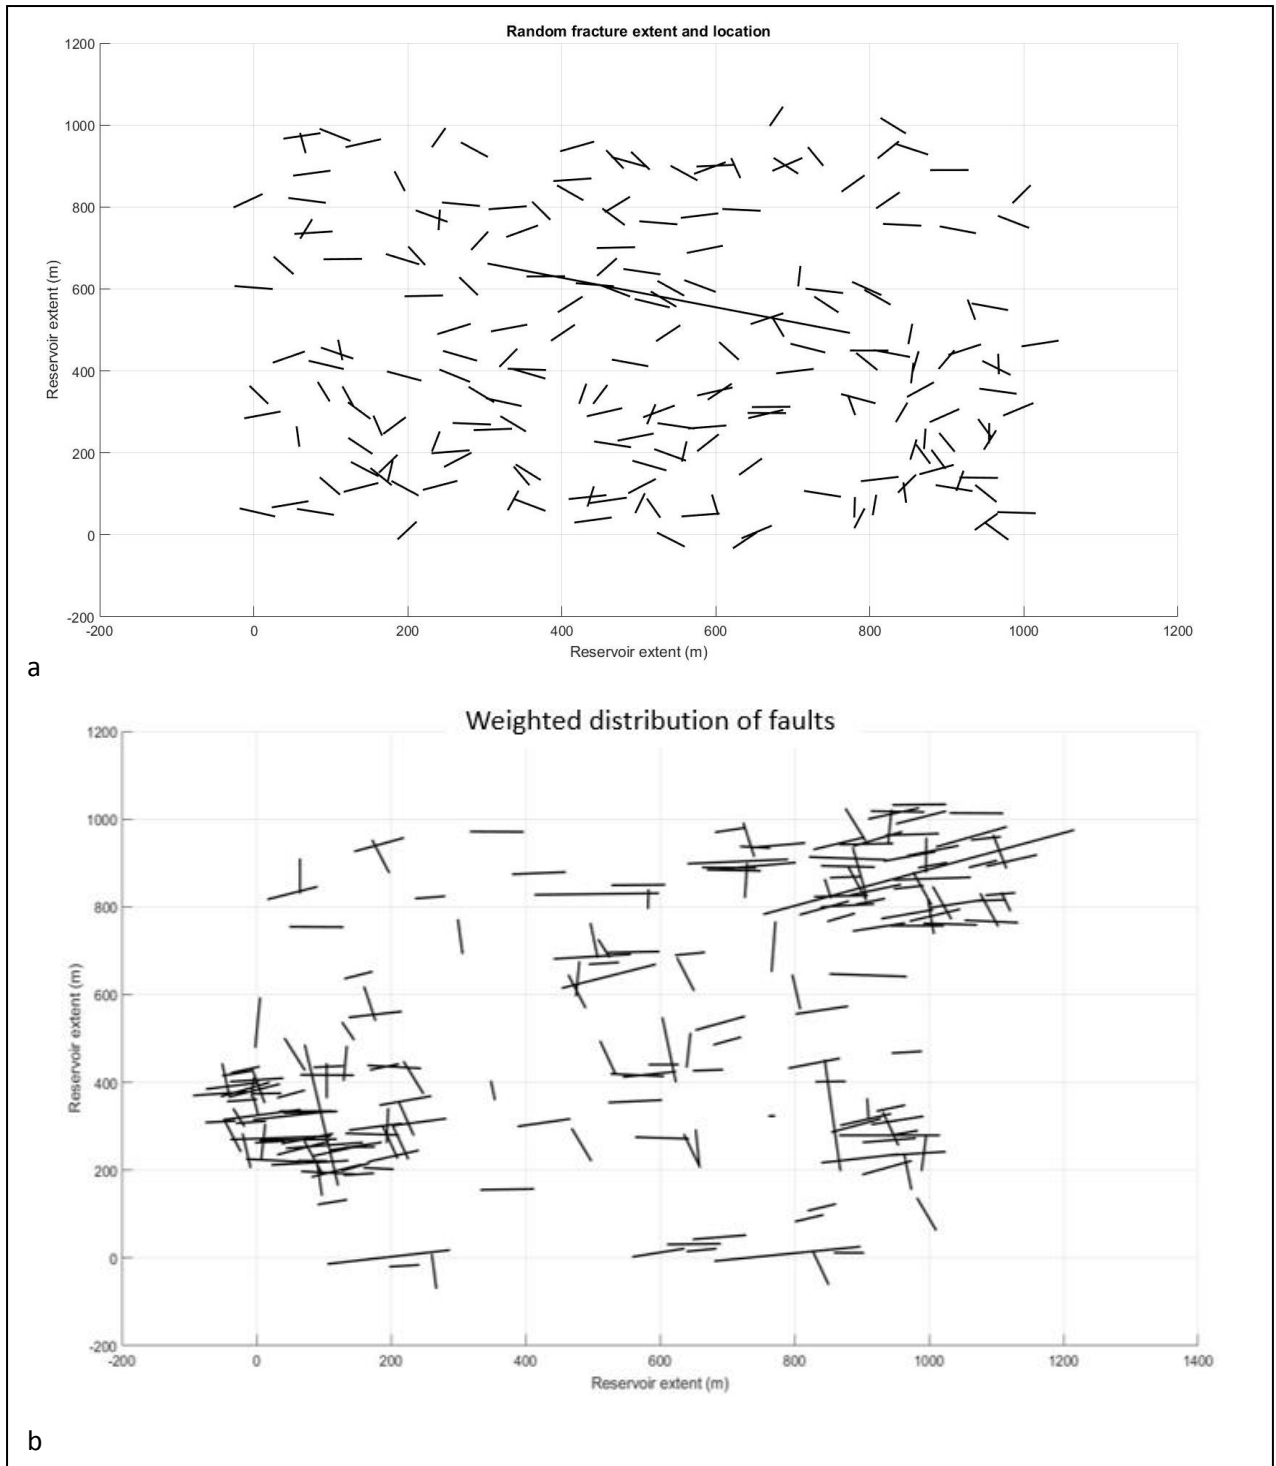 Random fracture extent and location
1200
1000
800
600
400
200
0
-200
Reservoir extent (m)
-200 0 200 400 600 800 1000 1200
Reservoir extent (m)
a
Weighted distribution of faults
1200
1000
800
600
400
200
0
-200
Reservoir extent (m)
-200 0 200 400 600 800 1000 1200 1400
Reservoir extent (m)
b